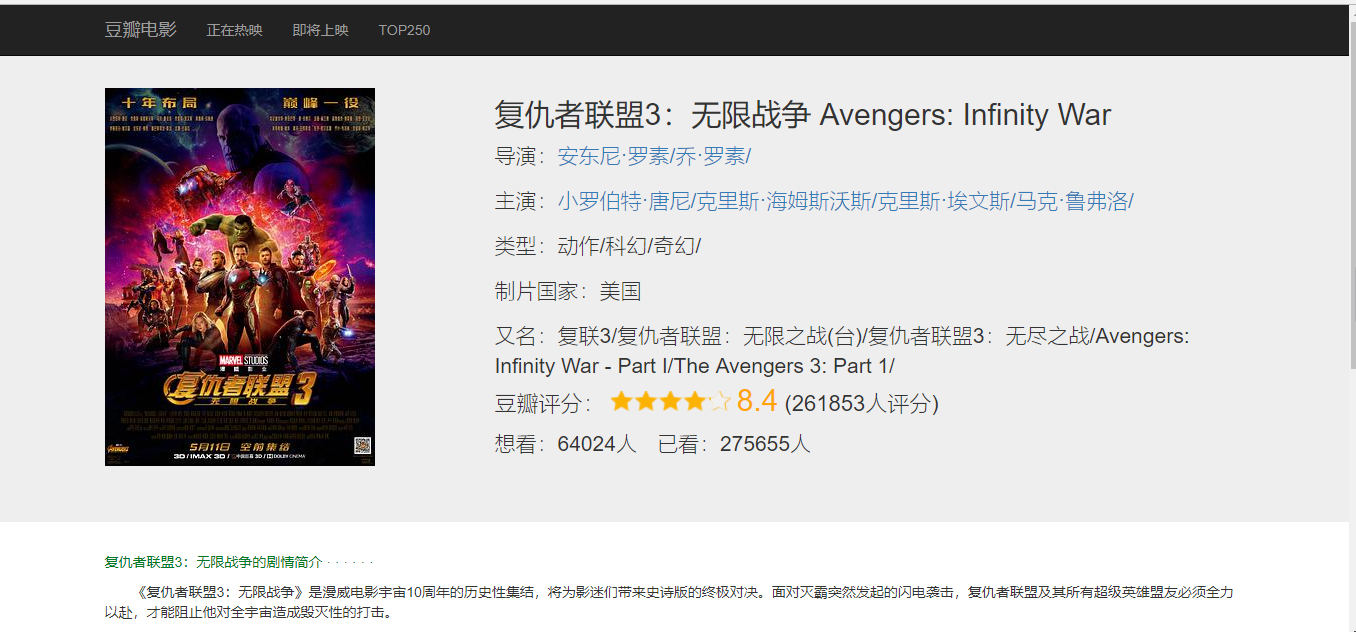 豆瓣电影 正在热映 即将上映 TOP250
十年布局 巅峰一役
MARVEL STUDIOS
漫威影业
复仇者联盟3
无限战争
5月11日 空前集结
复仇者联盟3：无限战争 Avengers: Infinity War
导演：安东尼·罗素/乔·罗素/
主演：小罗伯特·唐尼/克里斯·海姆斯沃斯/克里斯·埃文斯/马克·鲁弗洛/
类型：动作/科幻/奇幻/
制片国家：美国
又名：复联3/复仇者联盟：无限之战(台)/复仇者联盟3：无尽之战/Avengers:
Infinity War - Part I/The Avengers 3: Part 1/
豆瓣评分： 8.4 (261853人评分)
想看：64024人 已看：275655人
复仇者联盟3：无限战争的剧情简介 · · · · · ·
《复仇者联盟3：无限战争》是漫威电影宇宙10周年的历史性集结，将为影迷们带来史诗版的终极对决。面对灭霸突然发起的闪电袭击，复仇者联盟及其所有超级英雄盟友必须全力
以赴，才能阻止他对全宇宙造成毁灭性的打击。